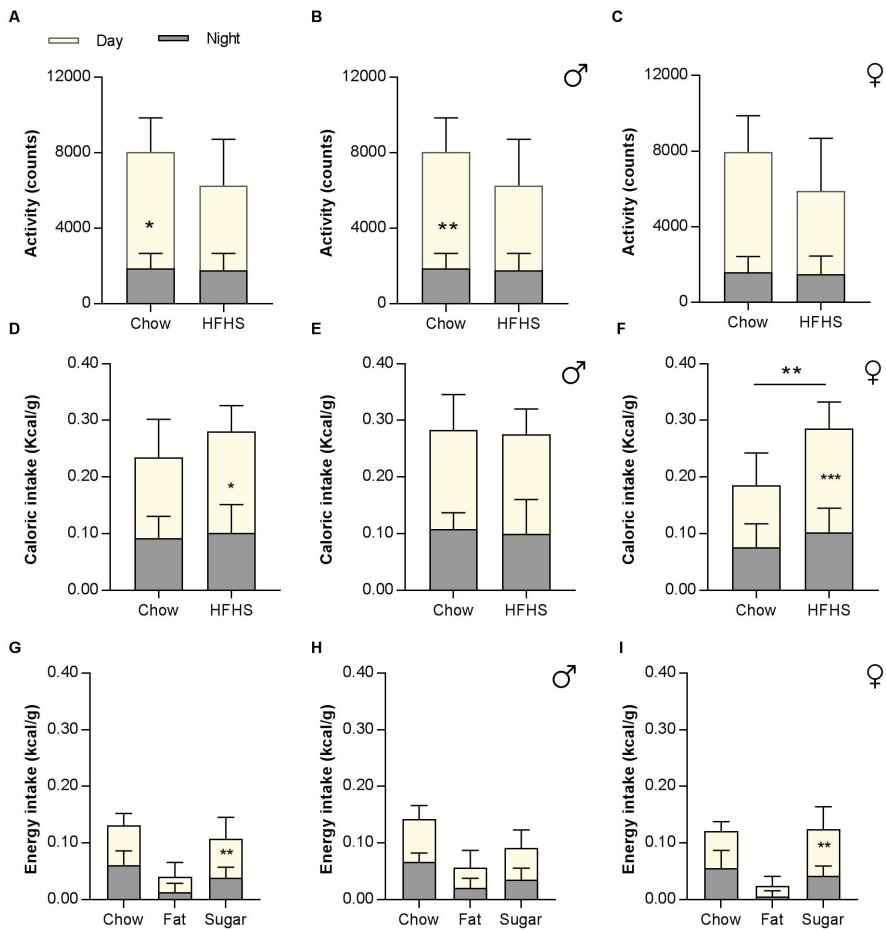 A
B
C
Day
Night
♂
♀
12000
8000
4000
0
Activity (counts)
*
Chow
HFHS
12000
8000
4000
0
Activity (counts)
**
Chow
HFHS
12000
8000
4000
0
Activity (counts)
Chow
HFHS
D
E
F
0.40
0.30
0.20
0.10
0.00
Caloric intake (Kcal/g)
*
Chow
HFHS
♂
0.40
0.30
0.20
0.10
0.00
Caloric intake (Kcal/g)
Chow
HFHS
♀
0.40
0.30
0.20
0.10
0.00
Caloric intake (Kcal/g)
**
***
Chow
HFHS
G
H
I
0.40
0.30
0.20
0.10
0.00
Energy intake (kcal/g)
**
Chow
Fat
Sugar
♂
0.40
0.30
0.20
0.10
0.00
Energy intake (kcal/g)
Chow
Fat
Sugar
♀
0.40
0.30
0.20
0.10
0.00
Energy intake (kcal/g)
**
Chow
Fat
Sugar